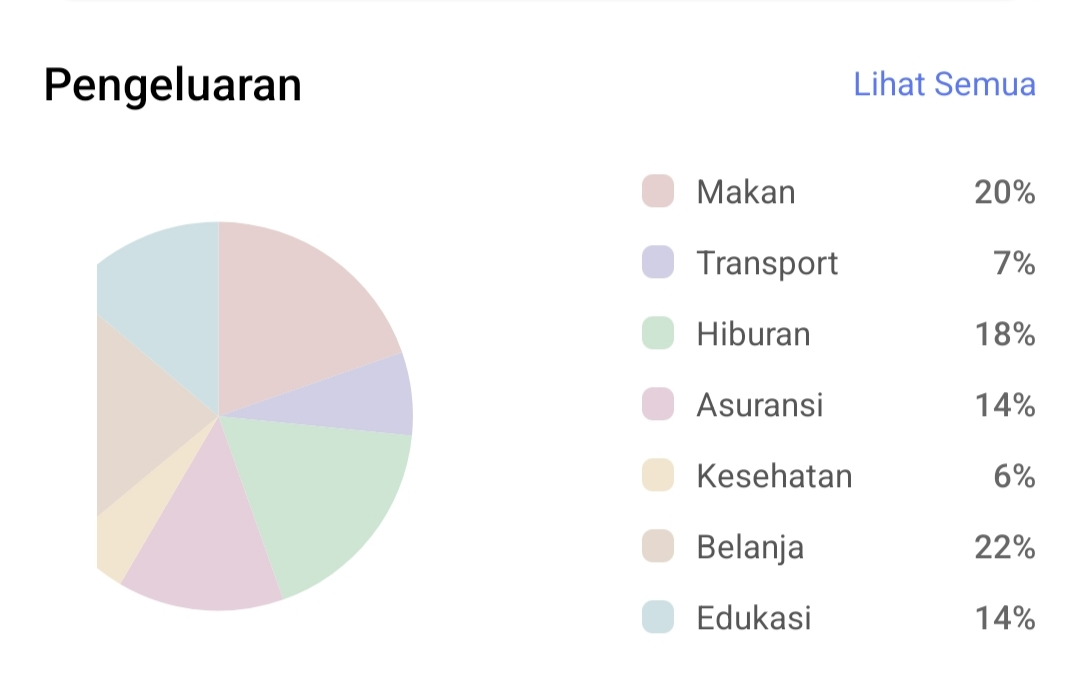 Pengeluaran
Lihat Semua
Makan 20%
Transport 7%
Hiburan 18%
Asuransi 14%
Kesehatan 6%
Belanja 22%
Edukasi 14%